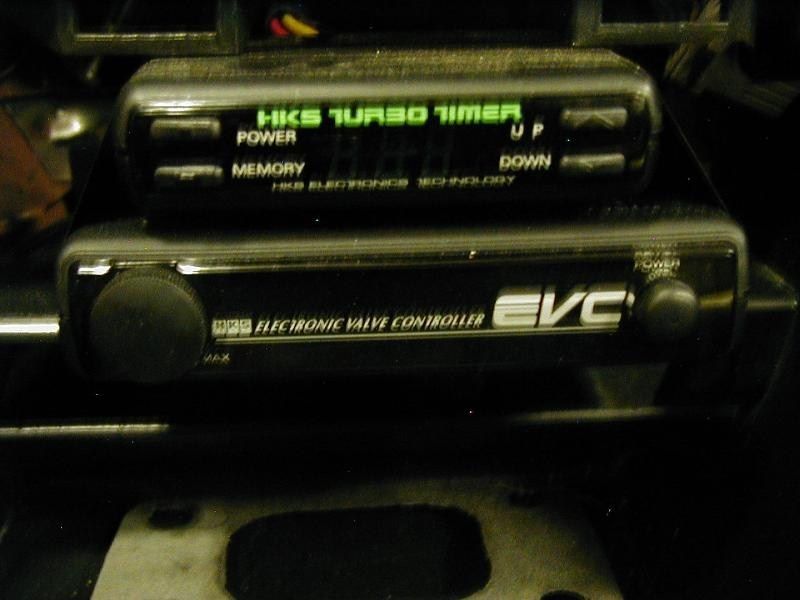 HKS TURBO TIMER
POWER
UP
MEMORY
DOWN
HKS ELECTRONICS TECHNOLOGY
POWER
HKS ELECTRONIC VALVE CONTROLLER EVC
MAX